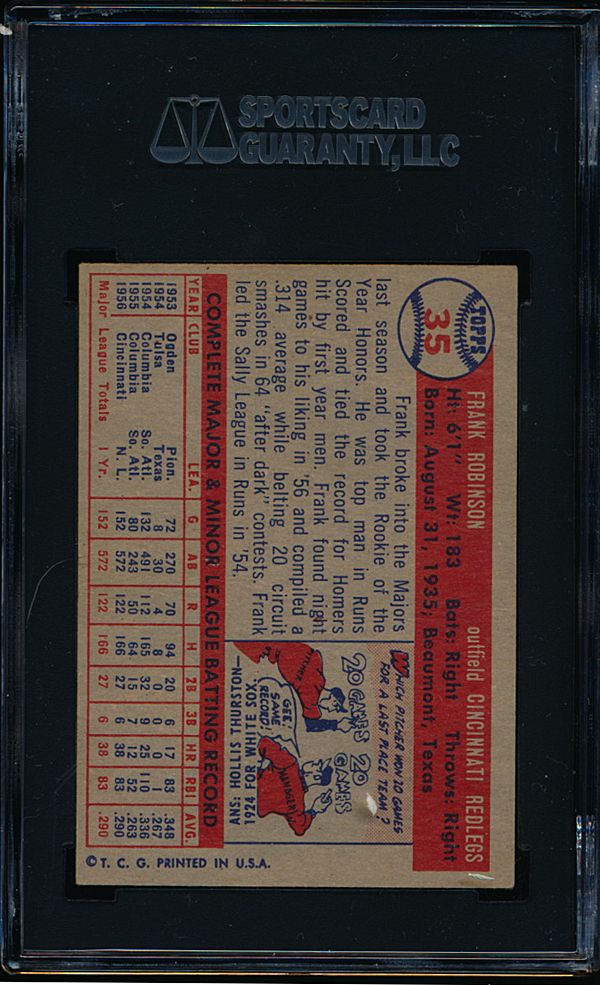 SPORTSCARD
GUARANTY, LLC
TOPPS
35
FRANK ROBINSON outfield CINCINNATI REDLEGS
Ht: 6'1" Wt: 183 Bats: Right Throws: Right
Born: August 31, 1935; Beaumont, Texas
Frank broke into the Majors
last season and took the Rookie of the
Year Honors. He was top man in Runs
Scored and tied the record for Homers
hit by first year men. Frank found night
games to his liking in '56 and compiled a
.314 average while belting 20 circuit
smashes in 64 "after dark" contests. Frank
led the Sally League in Runs in '54.
WHICH PITCHER WON 20 GAMES
FOR A LAST PLACE TEAM?
20 GAMES 20 GAMES
PITCHER
GEE, SAME RECORD!
MANAGER
ANS: HOLLIS THURSTON—
1924 FOR WHITE SOX.
COMPLETE MAJOR & MINOR LEAGUE BATTING RECORD
YEAR CLUB LEA. G AB R H 2B 3B HR RBI AVG.
1953 Ogden Pion. 72 270 70 94 20 6 17 83 .348
1954 Tulsa Texas 8 30 4 8 0 0 0 1 .267
1954 Columbia So. Atl. 132 491 112 165 32 9 25 110 .336
1955 Columbia So. Atl. 80 243 50 64 15 7 12 52 .263
1956 Cincinnati N. L. 152 572 122 166 27 6 38 83 .290
Major League Totals 1 Yr. 152 572 122 166 27 6 38 83 .290
© T. C. G. PRINTED IN U.S.A.